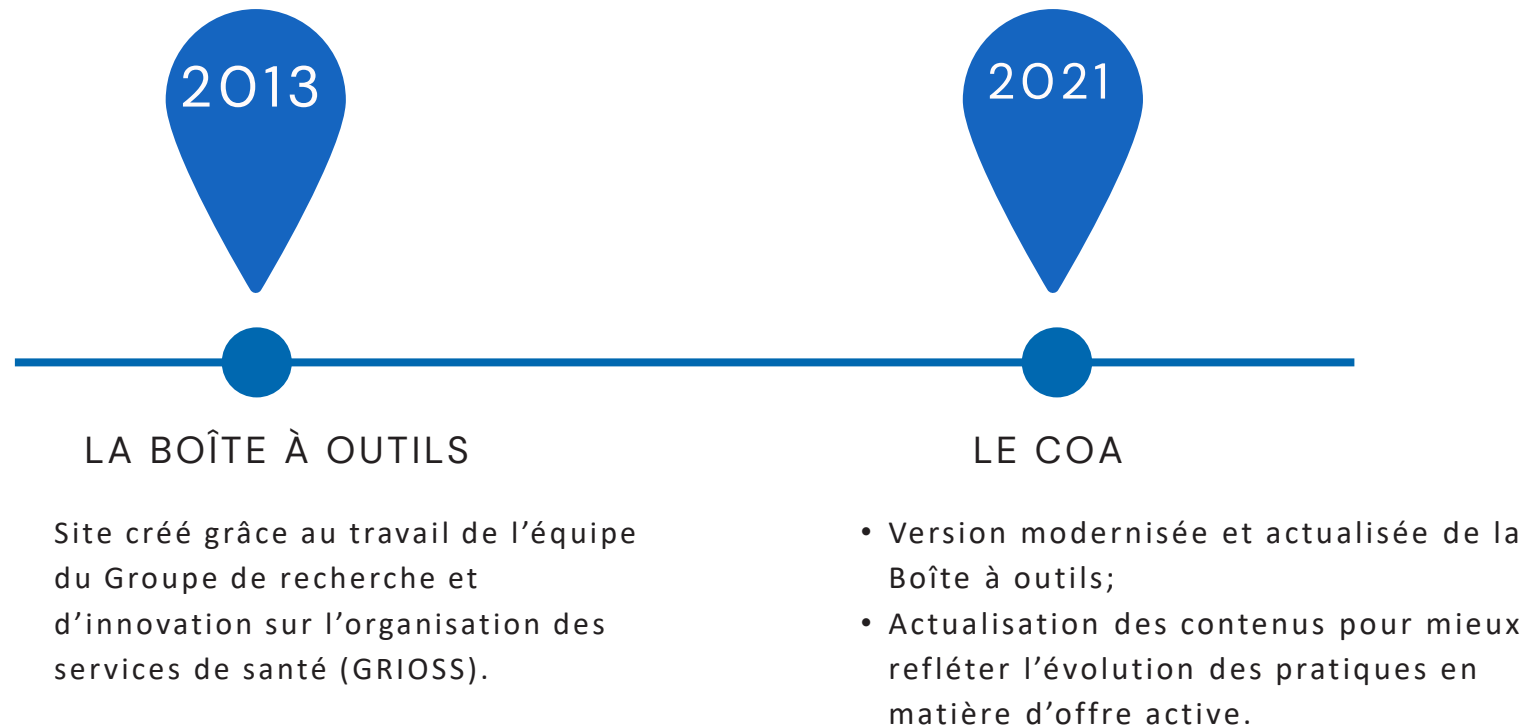 2013
2021
LA BOÎTE À OUTILS
Site créé grâce au travail de l’équipe
du Groupe de recherche et
d’innovation sur l’organisation des
services de santé (GRIOSS).
LE COA
• Version modernisée et actualisée de la
Boîte à outils;
• Actualisation des contenus pour mieux
refléter l’évolution des pratiques en
matière d’offre active.